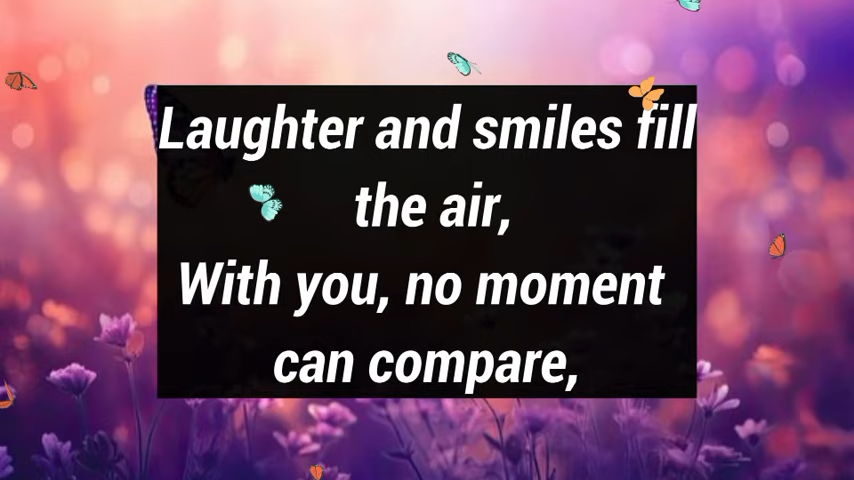 Laughter and smiles fill
the air,
With you, no moment
can compare,